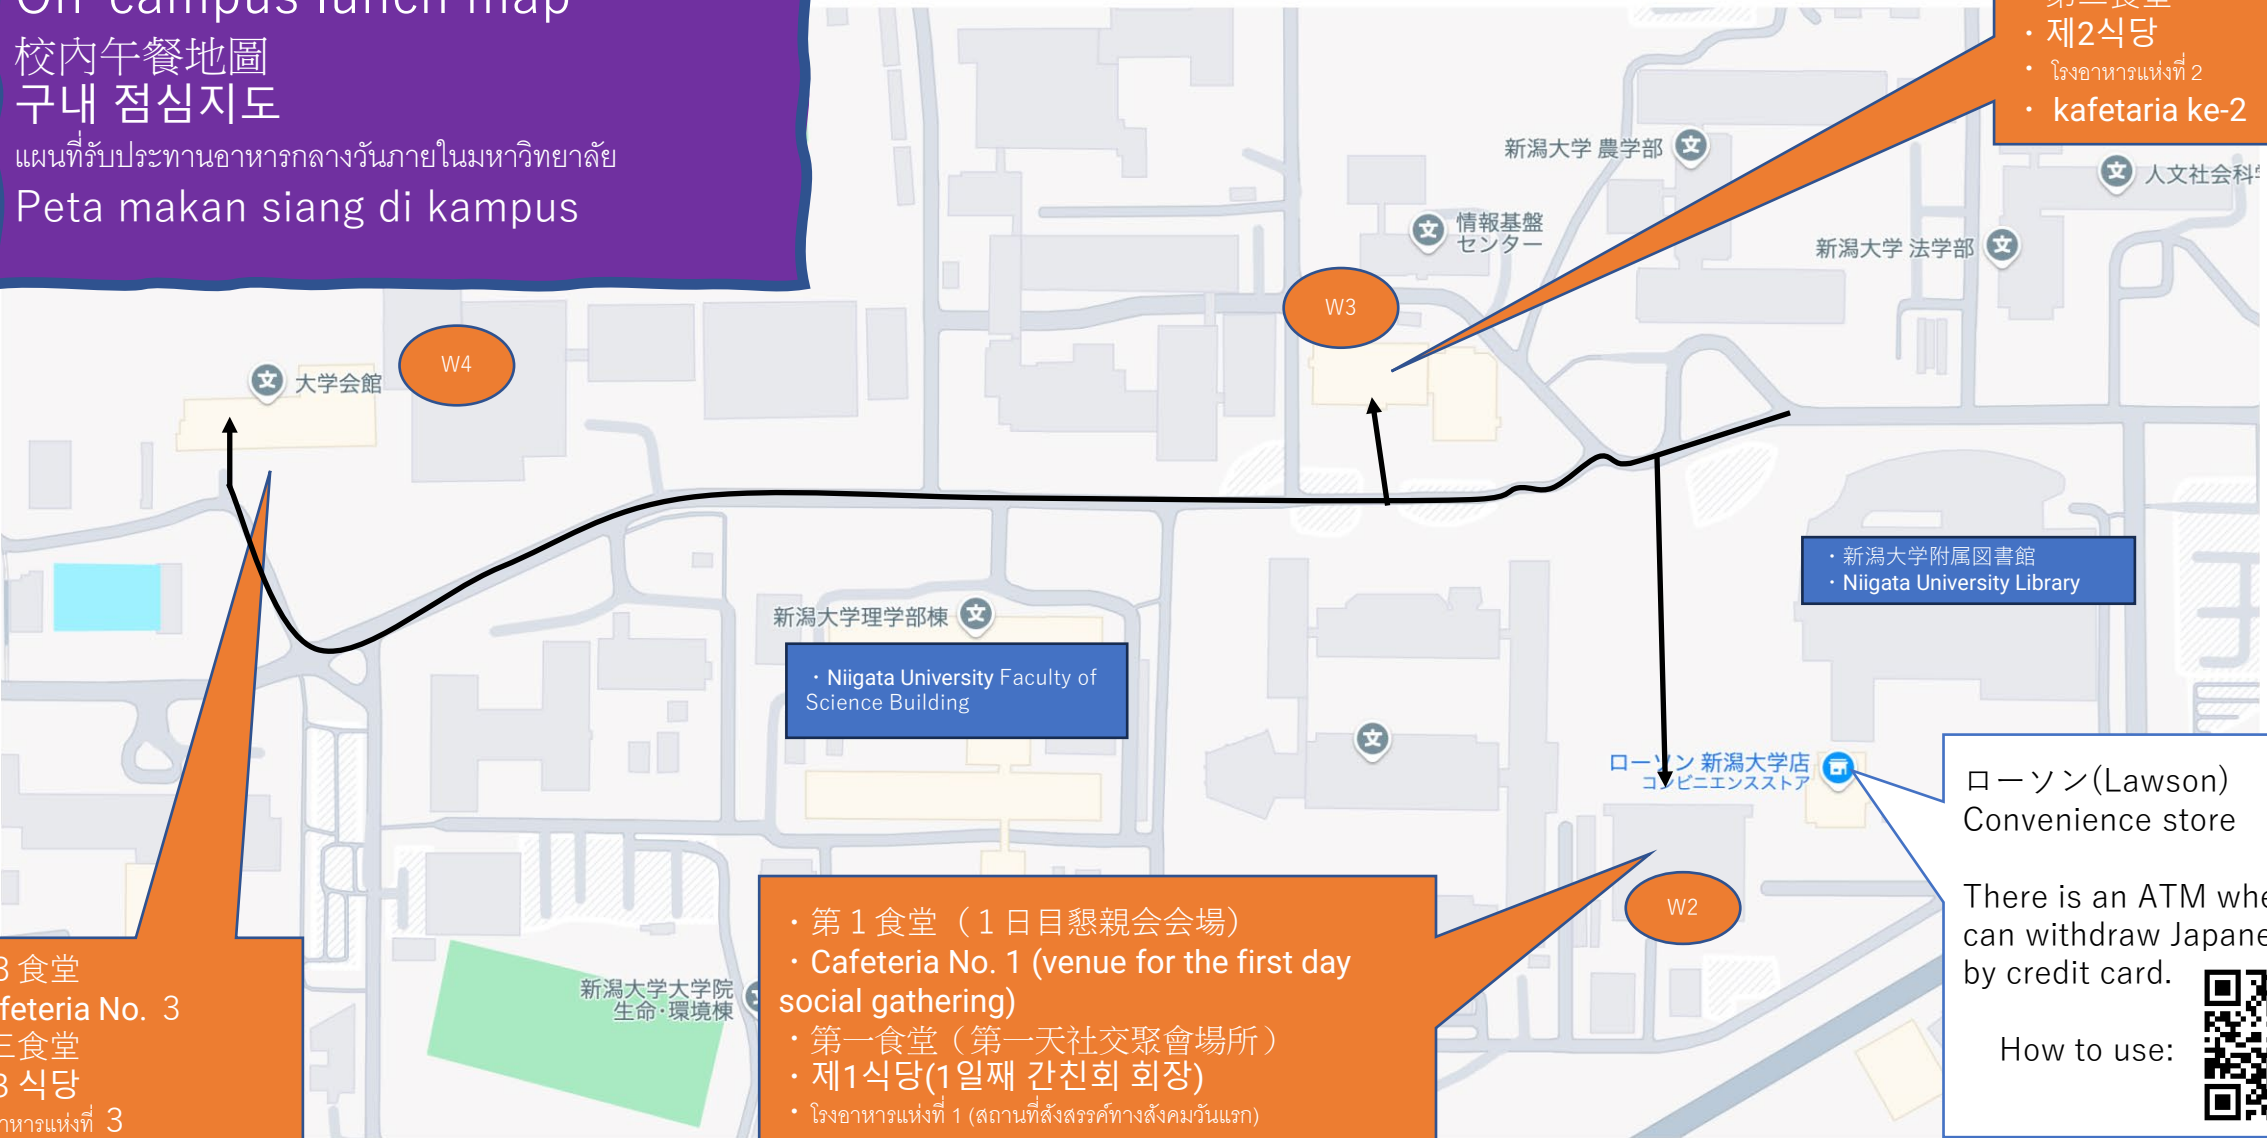 On-campus lunch map
校內午餐地圖
구내 점심지도
แผนที่รับประทานอาหารกลางวันภายในมหาวิทยาลัย
Peta makan siang di kampus
・제2식당
・โรงอาหารแห่งที่ 2
・kafetaria ke-2
新潟大学 農学部
人文社会科
情報基盤
センター
新潟大学 法学部
W3
W4
大学会館
・新潟大学附属図書館
・Niigata University Library
新潟大学理学部棟
・Niigata University Faculty of
Science Building
ローソン 新潟大学店
コンビニエンスストア
ローソン(Lawson)
Convenience store
There is an ATM
can withdraw
by credit card.
How to use:
W2
・第１食堂（１日目懇親会会場）
・Cafeteria No. 1 (venue for the first day
social gathering)
・第一食堂（第一天社交聚會場所）
・제1식당(1일째 간친회 회장)
・โรงอาหารแห่งที่ 1 (สถานที่สังสรรค์ทางสังคมวันแรก)
新潟大学大学院
生命・環境棟
3食堂
feteria No. 3
三食堂
3 식당
าหารแห่งที่ 3